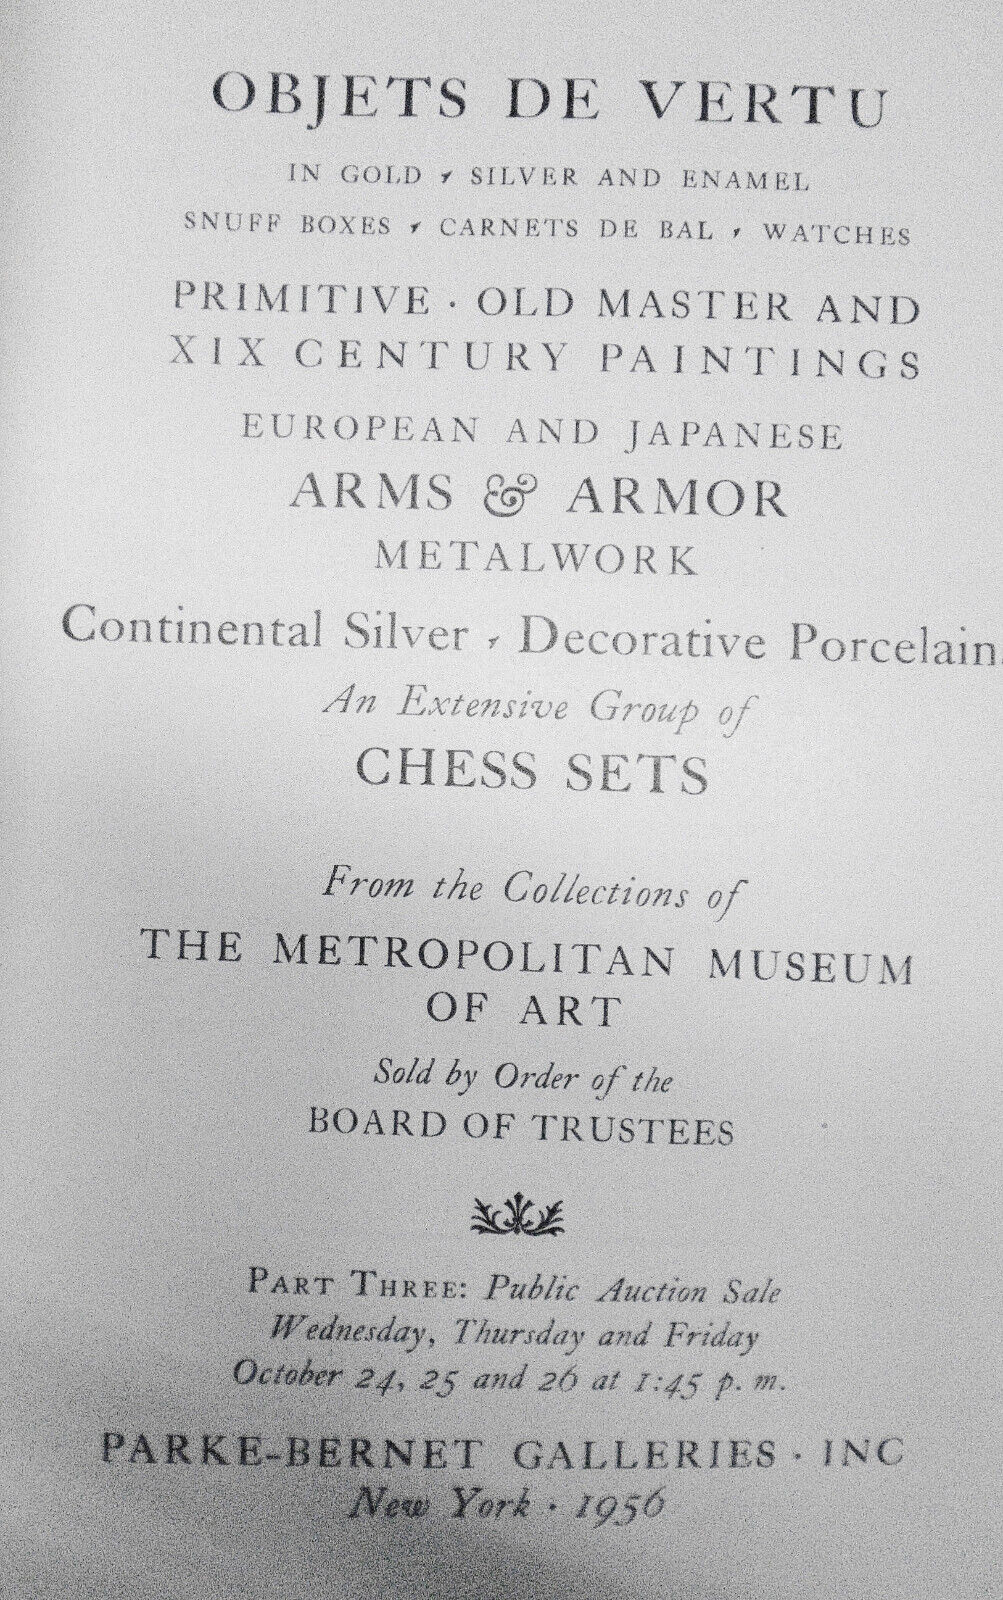 OBJETS DE VERTU
IN GOLD · SILVER AND ENAMEL
SNUFF BOXES · CARNETS DE BAL · WATCHES
PRIMITIVE · OLD MASTER AND
XIX CENTURY PAINTINGS
EUROPEAN AND JAPANESE
ARMS & ARMOR
METALWORK
Continental Silver · Decorative Porcelain
An Extensive Group of
CHESS SETS
From the Collections of
THE METROPOLITAN MUSEUM
OF ART
Sold by Order of the
BOARD OF TRUSTEES
PART THREE: Public Auction Sale
Wednesday, Thursday and Friday
October 24, 25 and 26 at 1:45 p. m.
PARKE-BERNET GALLERIES · INC
New York · 1956